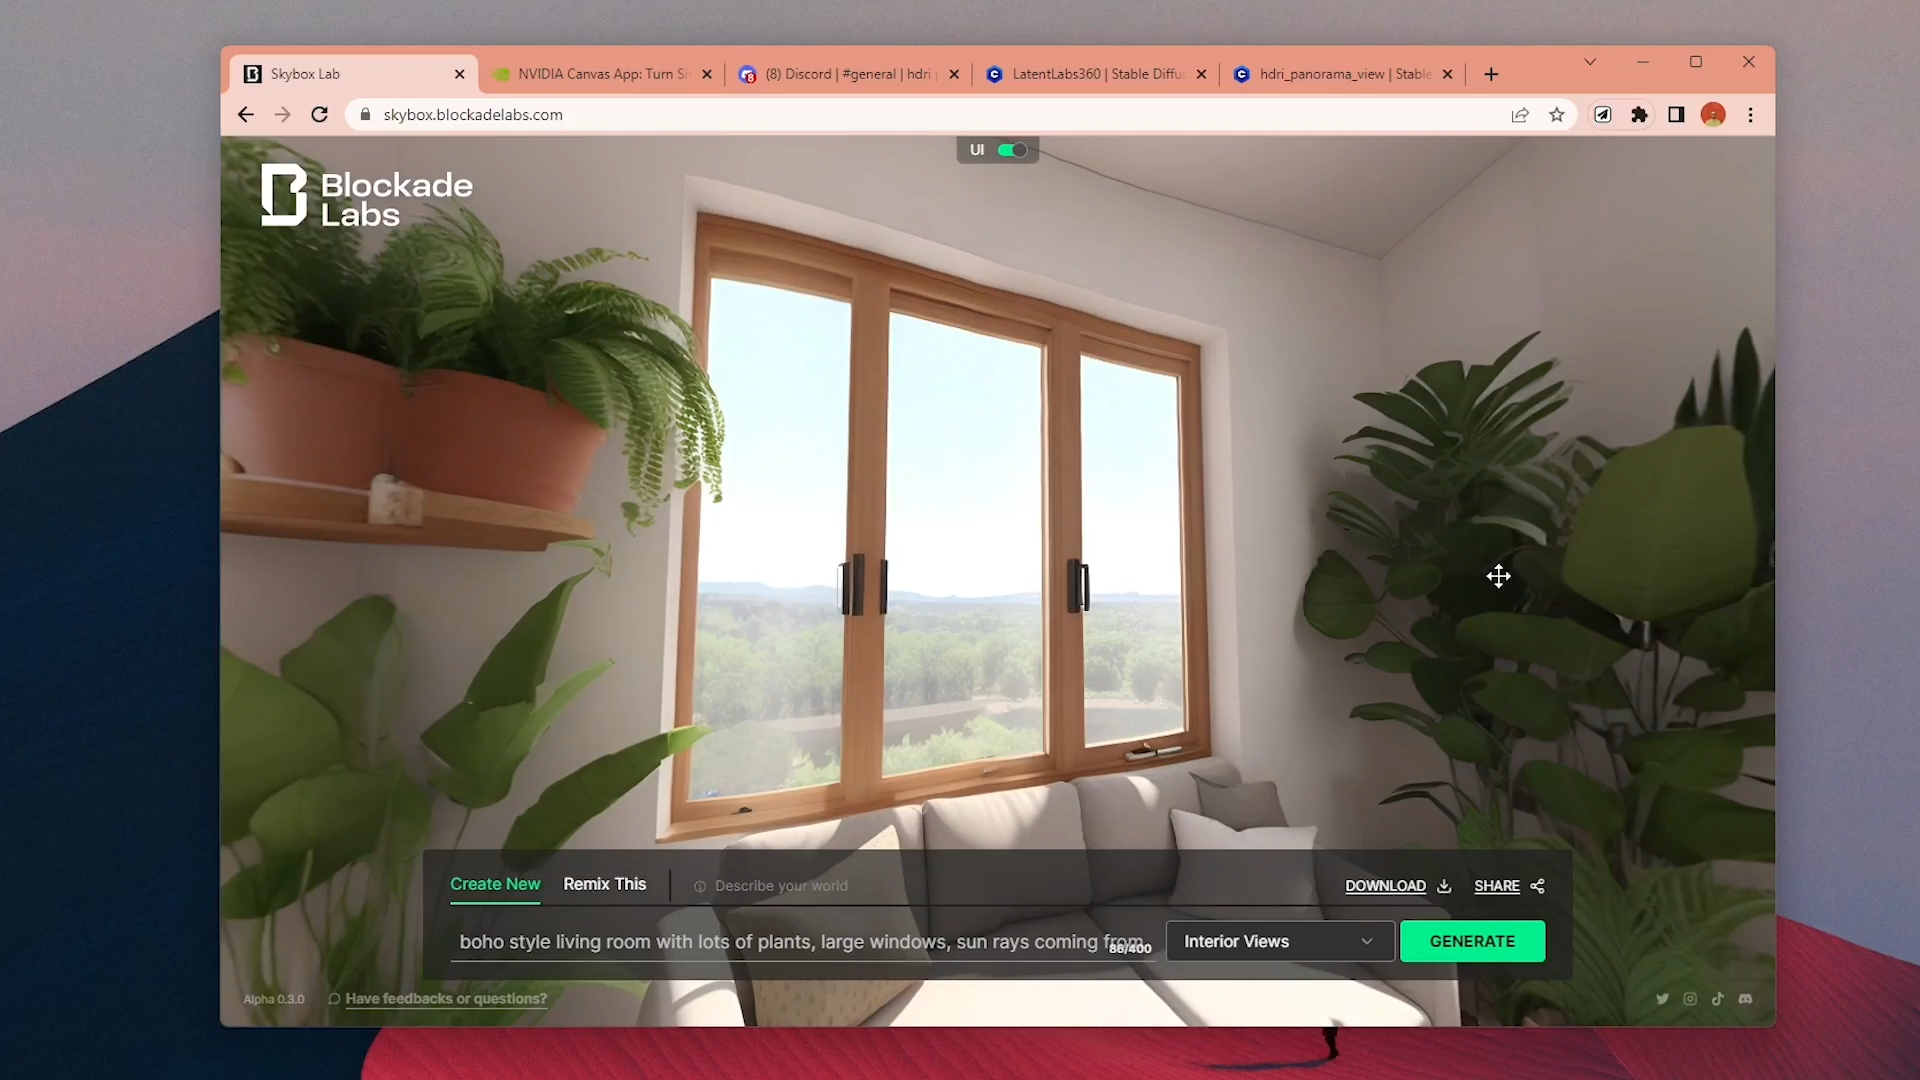 Skybox Lab
NVIDIA Canvas App: Turn Si
(8) Discord | #general | hdri
LatentLabs360 | Stable Diffu
hdri_panorama_view | Stable
skybox.blockadelabs.com
UI
Blockade
Labs
Create New
Remix This
Describe your world
DOWNLOAD
SHARE
boho style living room with lots of plants, large windows, sun rays coming from
86/400
Interior Views
GENERATE
Alpha 0.3.0
Have feedbacks or questions?